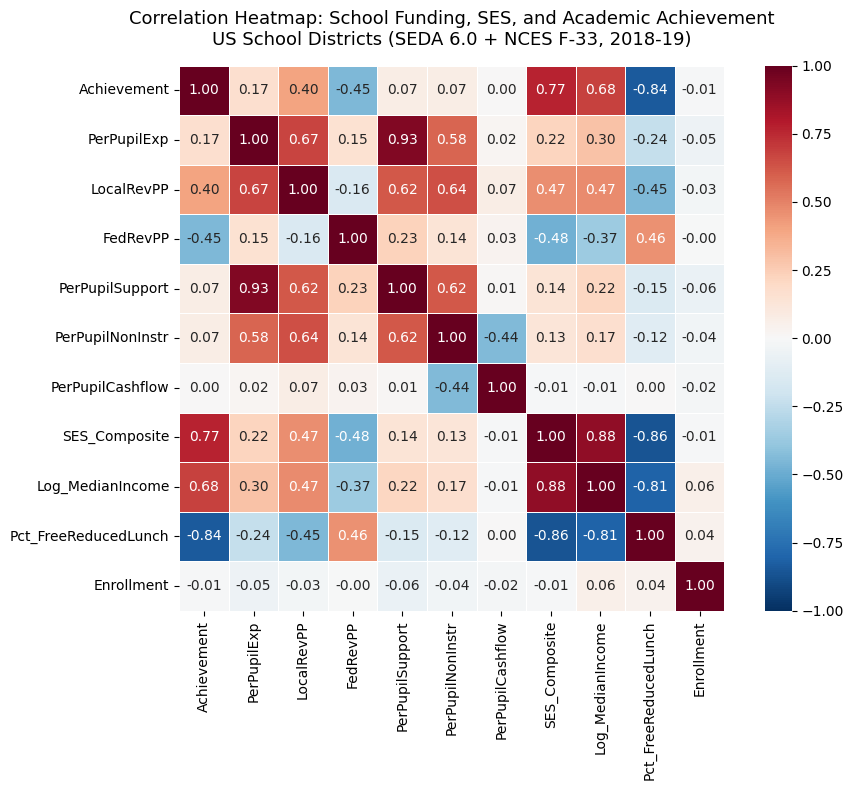 Correlation Heatmap: School Funding, SES, and Academic Achievement
US School Districts (SEDA 6.0 + NCES F-33, 2018-19)
Achievement 1.00 0.17 0.40 -0.45 0.07 0.07 0.00 0.77 0.68 -0.84 -0.01
PerPupilExp 0.17 1.00 0.67 0.15 0.93 0.58 0.02 0.22 0.30 -0.24 -0.05
LocalRevPP 0.40 0.67 1.00 -0.16 0.62 0.64 0.07 0.47 0.47 -0.45 -0.03
FedRevPP -0.45 0.15 -0.16 1.00 0.23 0.14 0.03 -0.48 -0.37 0.46 -0.00
PerPupilSupport 0.07 0.93 0.62 0.23 1.00 0.62 0.01 0.14 0.22 -0.15 -0.06
PerPupilNonInstr 0.07 0.58 0.64 0.14 0.62 1.00 -0.44 0.13 0.17 -0.12 -0.04
PerPupilCashflow 0.00 0.02 0.07 0.03 0.01 -0.44 1.00 -0.01 -0.01 0.00 -0.02
SES_Composite 0.77 0.22 0.47 -0.48 0.14 0.13 -0.01 1.00 0.88 -0.86 -0.01
Log_MedianIncome 0.68 0.30 0.47 -0.37 0.22 0.17 -0.01 0.88 1.00 -0.81 0.06
Pct_FreeReducedLunch -0.84 -0.24 -0.45 0.46 -0.15 -0.12 0.00 -0.86 -0.81 1.00 0.04
Enrollment -0.01 -0.05 -0.03 -0.00 -0.06 -0.04 -0.02 -0.01 0.06 0.04 1.00
Achievement
PerPupilExp
LocalRevPP
FedRevPP
PerPupilSupport
PerPupilNonInstr
PerPupilCashflow
SES_Composite
Log_MedianIncome
Pct_FreeReducedLunch
Enrollment
1.00
0.75
0.50
0.25
0.00
−0.25
−0.50
−0.75
−1.00